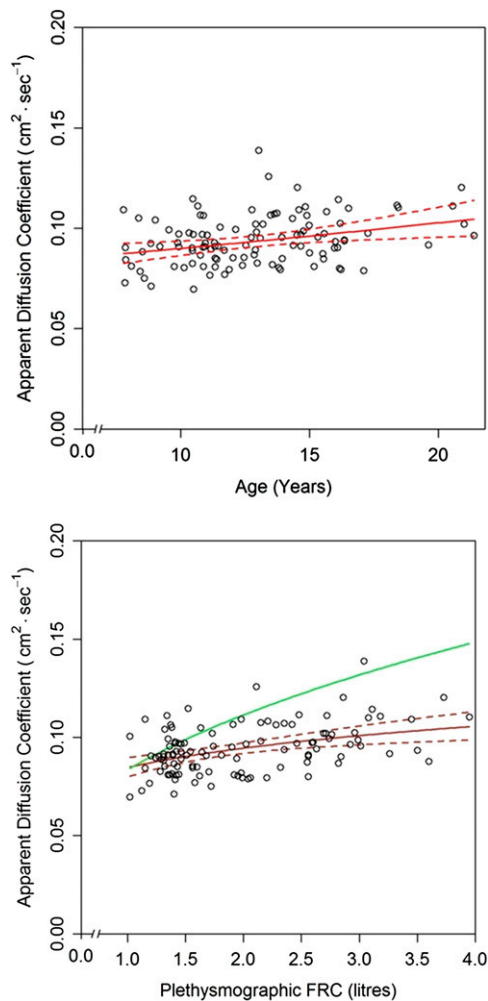 0.20
0.15
0.10
0.05
0.00
Apparent Diffusion Coefficient ( cm² · sec⁻¹)
0.0 10 15 20
Age (Years)
0.20
0.15
0.10
0.05
0.00
Apparent Diffusion Coefficient ( cm² · sec⁻¹)
0.0 1.0 1.5 2.0 2.5 3.0 3.5 4.0
Plethysmographic FRC (litres)